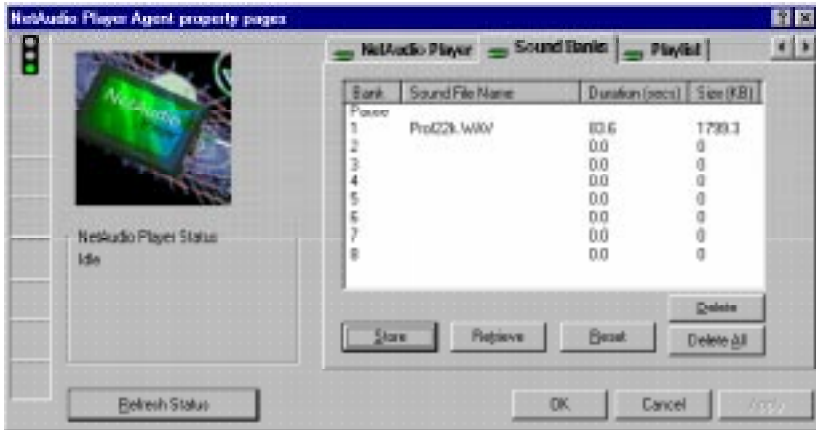 NetAudio Player Agent property pages
NetAudio
NetAudio Player
Sound Banks
Playlist
Bank Sound File Name Duration (secs) Size (KB)
Pause
1 83.6 1799.3
2 0.0 0
3 0.0 0
4 0.0 0
5 0.0 0
6 0.0 0
7 0.0 0
8 0.0 0
NetAudio Player Status
Idle
Delete
Store Retrieve Reset Delete All
Refresh Status OK Cancel Apply